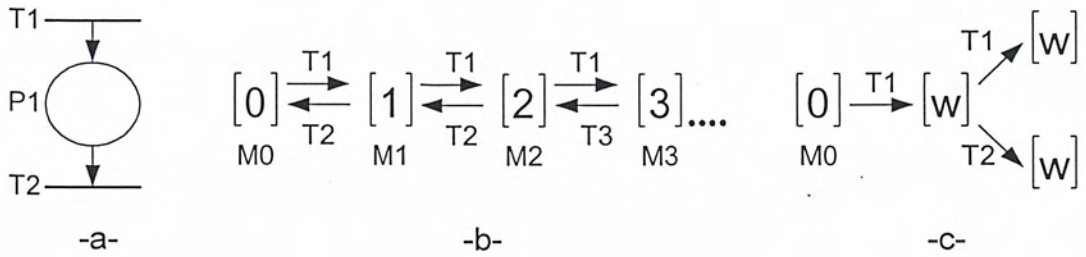 T1
P1
T2
-a-
T1 T1 T1
[0] [1] [2] [3]....
T2 T2 T3
M0 M1 M2 M3
-b-
T1
[0] T1 [w] [w]
M0 T2 [w]
-c-